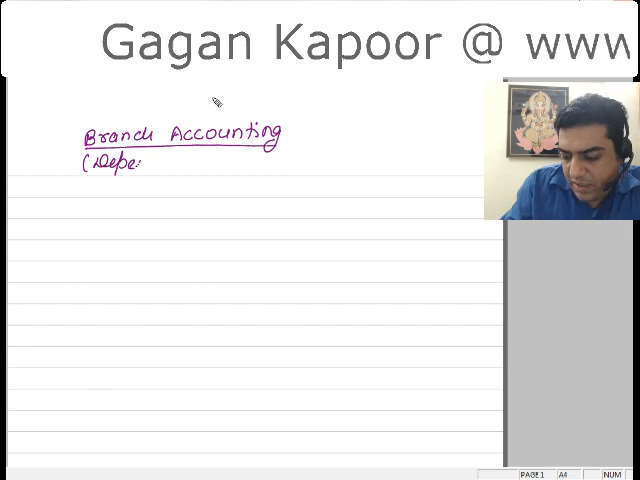 Gagan Kapoor @ www
Branch Accounting
(Depe
PAGE 1 A4 NUM